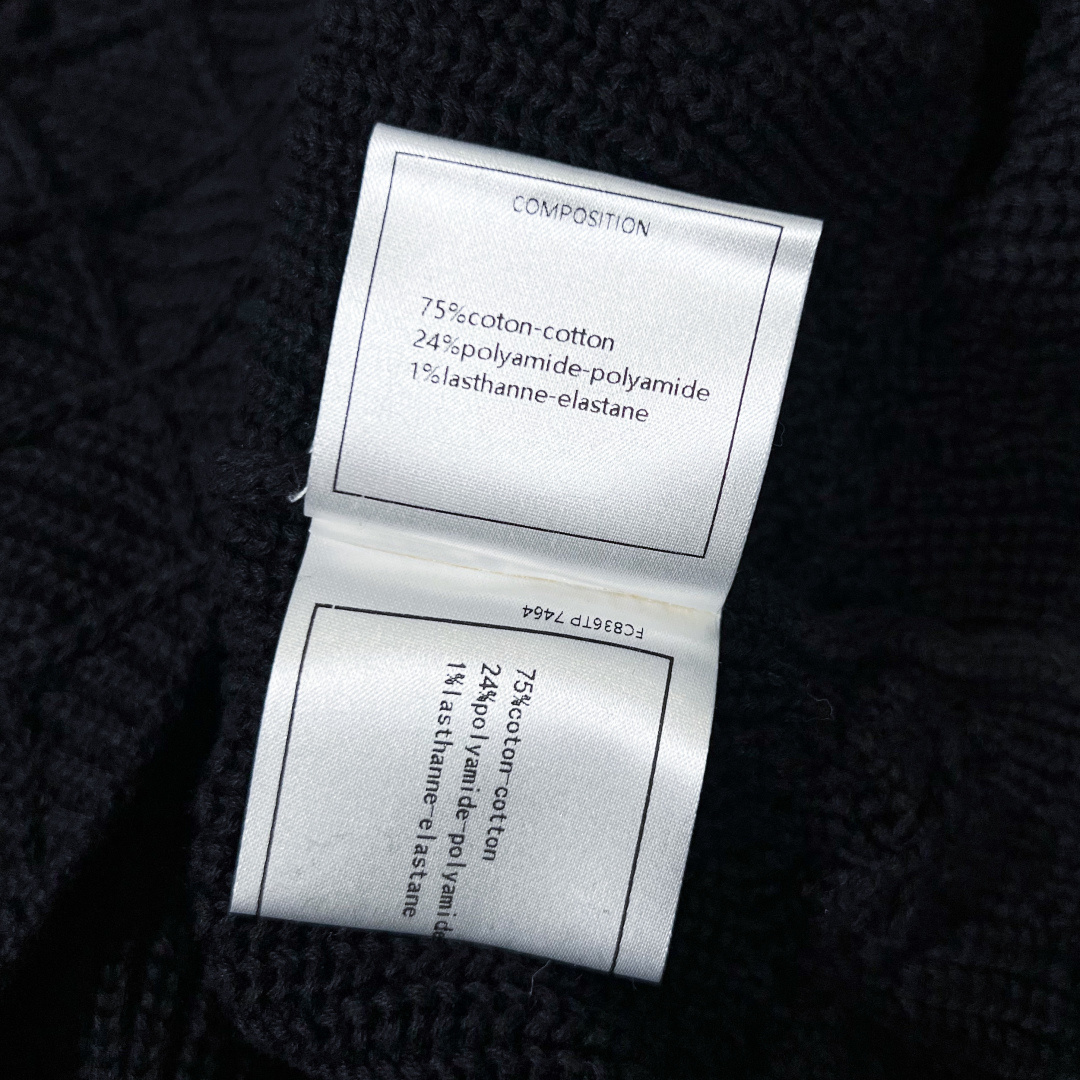 COMPOSITION
75%coton-cotton
24%polyamide-polyamide
1%lasthanne-elastane
FC836TP 7464
75%coton-cotton
24%polyamide-polyamide
1%lasthanne-elastane